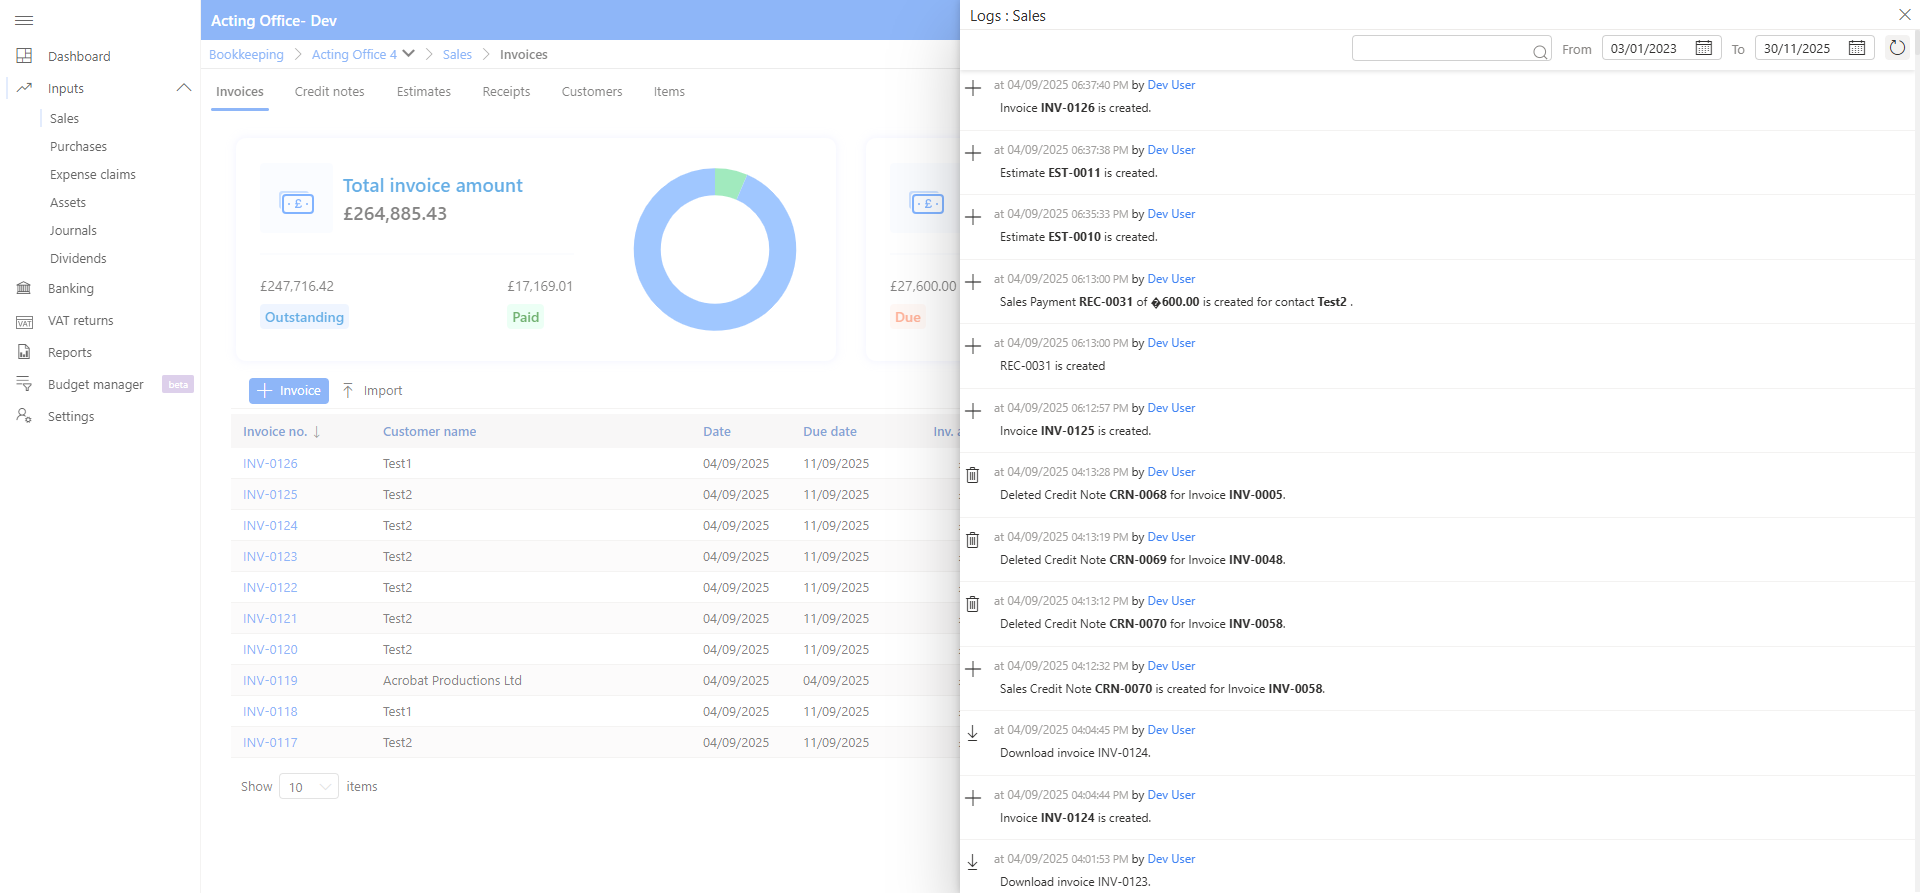 Dashboard
Inputs
Sales
Purchases
Expense claims
Assets
Journals
Dividends
Banking
VAT returns
Reports
Budget manager beta
Settings
Acting Office- Dev
Bookkeeping Acting Office 4 Sales Invoices
Invoices Credit notes Estimates Receipts Customers Items
Total invoice amount
£264,885.43
£247,716.42 £17,169.01
Outstanding Paid
£27,600.00
Due
Invoice Import
Invoice no. Customer name Date Due date Inv.
INV-0126 Test1 04/09/2025 11/09/2025
INV-0125 Test2 04/09/2025 11/09/2025
INV-0124 Test2 04/09/2025 11/09/2025
INV-0123 Test2 04/09/2025 11/09/2025
INV-0122 Test2 04/09/2025 11/09/2025
INV-0121 Test2 04/09/2025 11/09/2025
INV-0120 Test2 04/09/2025 11/09/2025
INV-0119 Acrobat Productions Ltd 04/09/2025 04/09/2025
INV-0118 Test1 04/09/2025 11/09/2025
INV-0117 Test2 04/09/2025 11/09/2025
Show 10 items
Logs : Sales
From 03/01/2023 To 30/11/2025
at 04/09/2025 06:37:40 PM by Dev User
Invoice INV-0126 is created.
at 04/09/2025 06:37:38 PM by Dev User
Estimate EST-0011 is created.
at 04/09/2025 06:35:33 PM by Dev User
Estimate EST-0010 is created.
at 04/09/2025 06:13:00 PM by Dev User
Sales Payment REC-0031 of �600.00 is created for contact Test2 .
at 04/09/2025 06:13:00 PM by Dev User
REC-0031 is created
at 04/09/2025 06:12:57 PM by Dev User
Invoice INV-0125 is created.
at 04/09/2025 04:13:28 PM by Dev User
Deleted Credit Note CRN-0068 for Invoice INV-0005.
at 04/09/2025 04:13:19 PM by Dev User
Deleted Credit Note CRN-0069 for Invoice INV-0048.
at 04/09/2025 04:13:12 PM by Dev User
Deleted Credit Note CRN-0070 for Invoice INV-0058.
at 04/09/2025 04:12:32 PM by Dev User
Sales Credit Note CRN-0070 is created for Invoice INV-0058.
at 04/09/2025 04:04:45 PM by Dev User
Download invoice INV-0124.
at 04/09/2025 04:04:44 PM by Dev User
Invoice INV-0124 is created.
at 04/09/2025 04:01:53 PM by Dev User
Download invoice INV-0123.